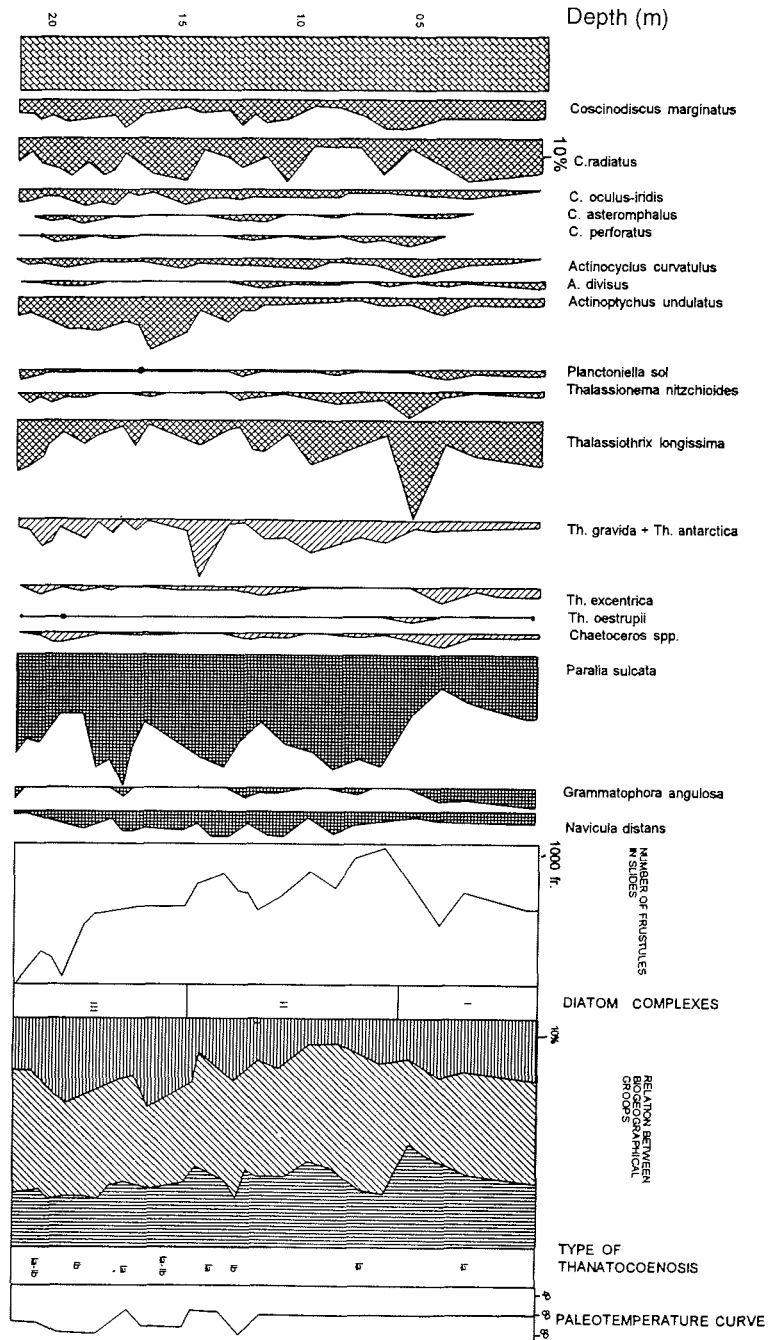 Depth (m)
20
15
10
05
Coscinodiscus marginatus
10%
C.radiatus
C. oculus-iridis
C. asteromphalus
C. perforatus
Actinocyclus curvatulus
A. divisus
Actinoptychus undulatus
Planctoniella sol
Thalassionema nitzchioides
Thalassiothrix longissima
Th. gravida + Th. antarctica
Th. excentrica
Th. oestrupii
Chaetoceros spp.
Paralia sulcata
Grammatophora angulosa
Navicula distans
1000 fr.
NUMBER OF FRUSTULES
IN SLIDES
III
II
I
DIATOM COMPLEXES
10%
RELATION BETWEEN
BIOGEOGRAPHICAL
GROOPS
TYPE OF
THANATOCOENOSIS
PALEOTEMPERATURE CURVE